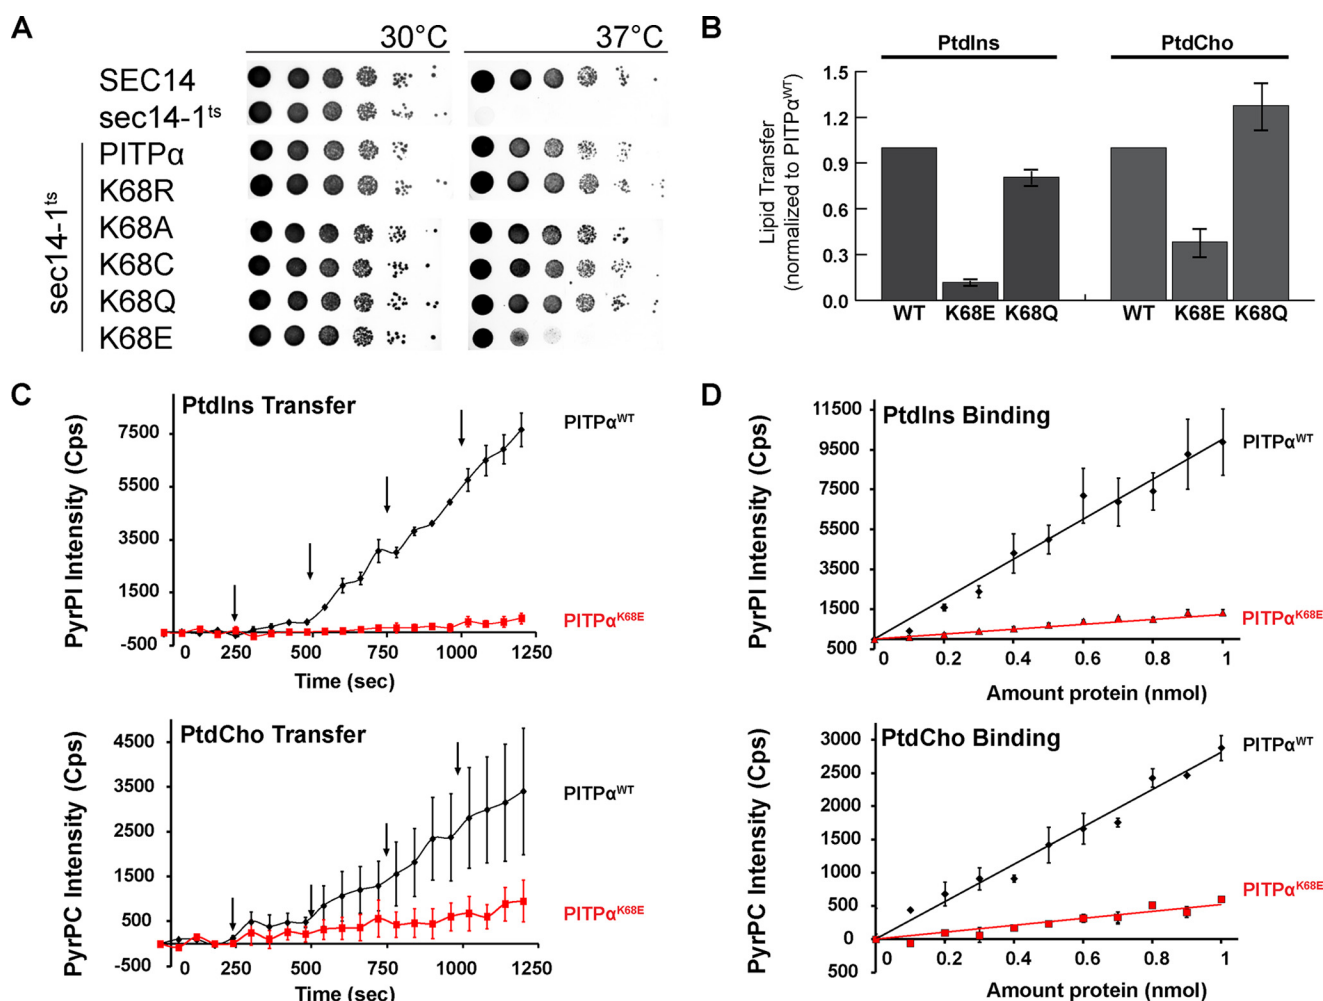 A
30°C 37°C
SEC14
sec14-1ts
PITPα
K68R
K68A
K68C
K68Q
K68E
sec14-1ts
B
PtdIns PtdCho
Lipid Transfer
(normalized to PITPαWT)
1.5
1.2
0.9
0.6
0.3
0.0
WT K68E K68Q WT K68E K68Q
C
PtdIns Transfer
PyrPI Intensity (Cps)
7500
5500
3500
1500
-500
0 250 500 750 1000 1250
Time (sec)
PITPαWT
PITPαK68E
PtdCho Transfer
PyrPC Intensity (Cps)
4500
3500
2500
1500
500
-500
0 250 500 750 1000 1250
Time (sec)
PITPαWT
PITPαK68E
D
PtdIns Binding
PyrPI Intensity (Cps)
11500
9500
7500
5500
3500
1500
500
0 0.2 0.4 0.6 0.8 1
Amount protein (nmol)
PITPαWT
PITPαK68E
PtdCho Binding
PyrPC Intensity (Cps)
3000
2500
2000
1500
1000
500
0
500
0 0.2 0.4 0.6 0.8 1
Amount protein (nmol)
PITPαWT
PITPαK68E